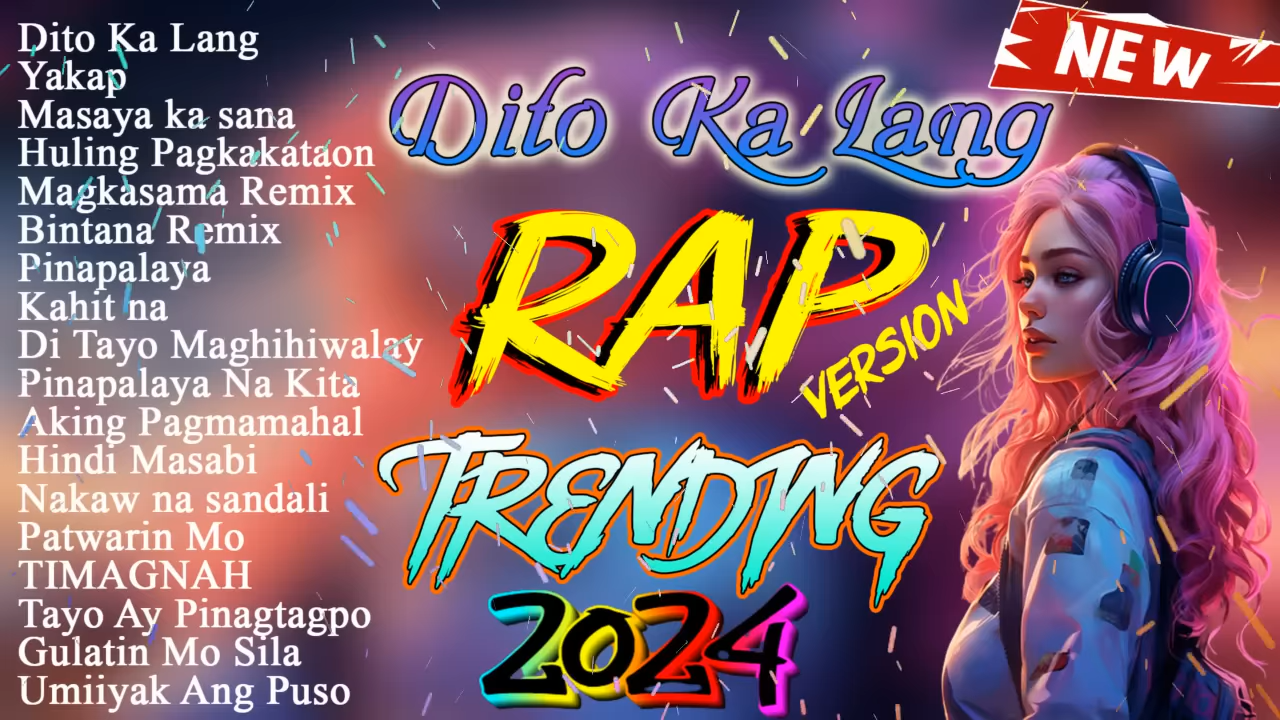 Dito Ka Lang
Yakap
Masaya ka sana
Huling Pagkakataon
Magkasama Remix
Bintana Remix
Pinapalaya
Kahit na
Di Tayo Maghihiwalay
Pinapalaya Na Kita
Aking Pagmamahal
Hindi Masabi
Nakaw na sandali
Patwarin Mo
TIMAGNAH
Tayo Ay Pinagtagpo
Gulatin Mo Sila
Umiiyak Ang Puso
Dito Ka Lang
RAP
VERSION
TRENDING
2024
NEW